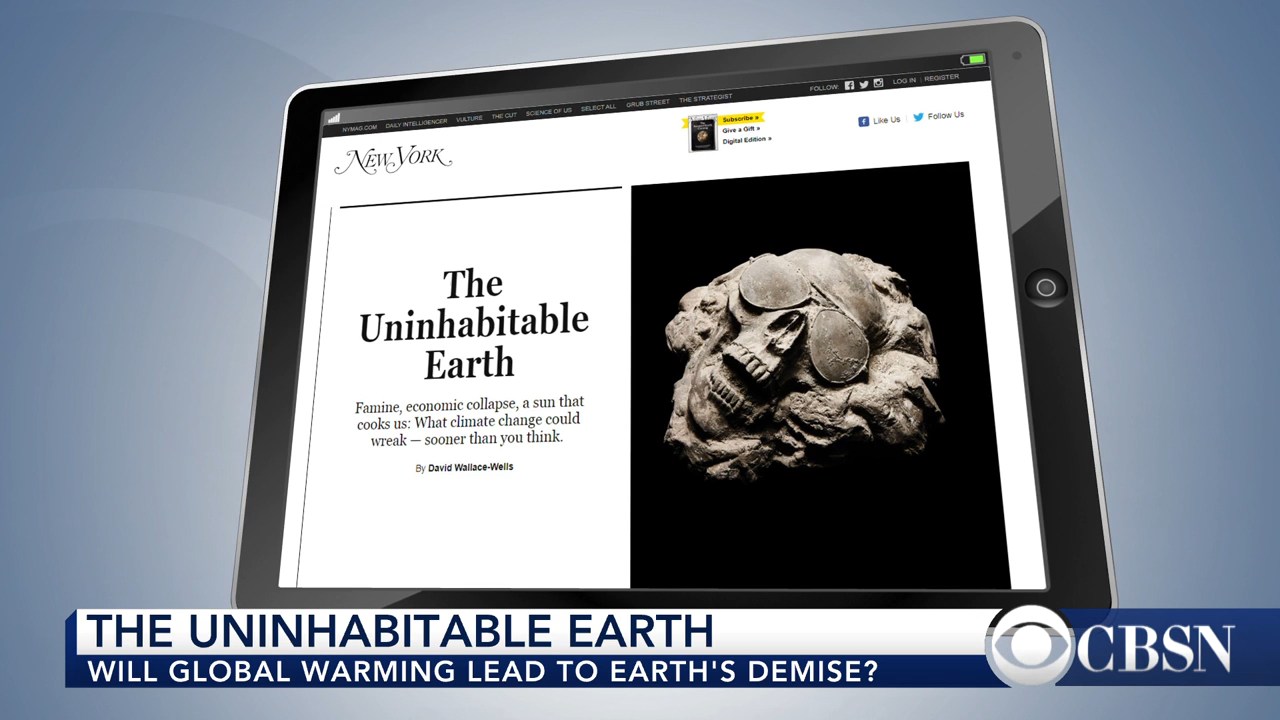 NYMAG.COM DAILY INTELLIGENCER VULTURE THE CUT SCIENCE OF US SELECT ALL GRUB STREET THE STRATEGIST FOLLOW: LOG IN | REGISTER
NEW YORK
Subscribe »
Give a Gift »
Digital Edition »
Like Us
Follow Us
The
Uninhabitable
Earth
Famine, economic collapse, a sun that
cooks us: What climate change could
wreak — sooner than you think.
By David Wallace-Wells
THE UNINHABITABLE EARTH
WILL GLOBAL WARMING LEAD TO EARTH'S DEMISE?
CBSN